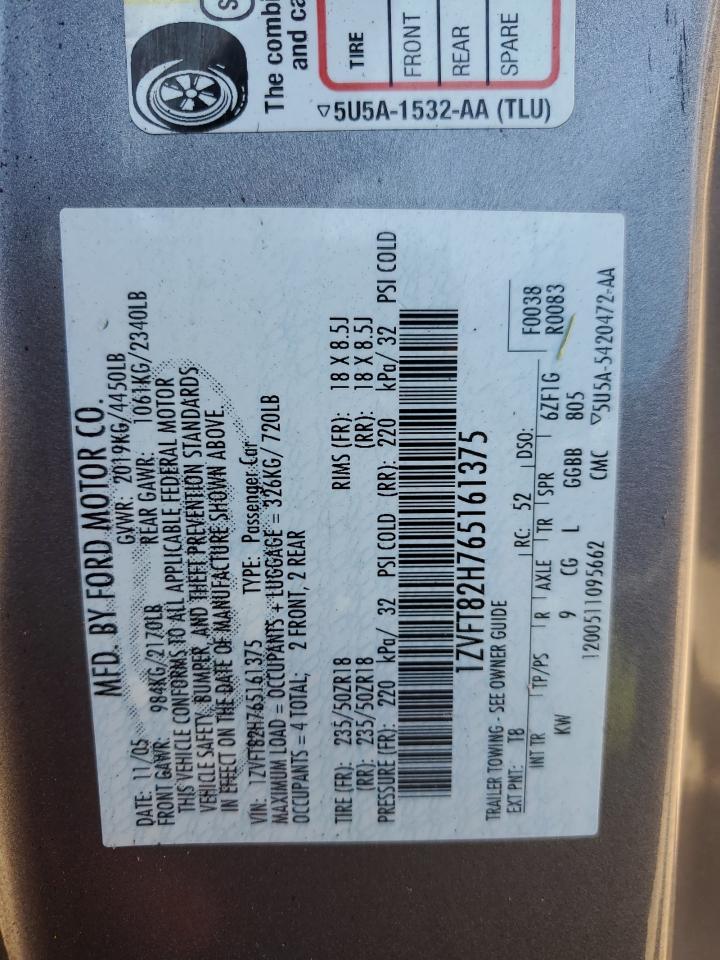 The combi
and ca
TIRE
FRONT
REAR
SPARE
▽5U5A-1532-AA (TLU)
MFD. BY FORD MOTOR CO.
DATE: 11/05 GVWR: 2019KG/4450LB
FRONT GAWR: 984KG/2170LB REAR GAWR: 1061KG/2340LB
THIS VEHICLE CONFORMS TO ALL APPLICABLE FEDERAL MOTOR
VEHICLE SAFETY, BUMPER, AND THEFT PREVENTION STANDARDS
IN EFFECT ON THE DATE OF MANUFACTURE SHOWN ABOVE.
VIN: 1ZVFT82H765161375 TYPE: Passenger Car
MAXIMUM LOAD = OCCUPANTS + LUGGAGE = 326KG/ 720LB
OCCUPANTS = 4 TOTAL; 2 FRONT, 2 REAR
TIRE (FR): 235/50ZR18 RIMS (FR): 18 X 8.5J
(RR): 235/50ZR18 (RR): 18 X 8.5J
PRESSURE (FR): 220 kPa/ 32 PSI COLD (RR): 220 kPa/ 32 PSI COLD
1ZVFT82H765161375
TRAILER TOWING - SEE OWNER GUIDE
EXT PNT: T8 RC: 52 DSO: F0038
R0083
INT TR TP/PS R AXLE TR SPR 6ZF1G
KW 9 CG L GGBB 805
1200511095662 CMC ▽5U5A-5420472-AA